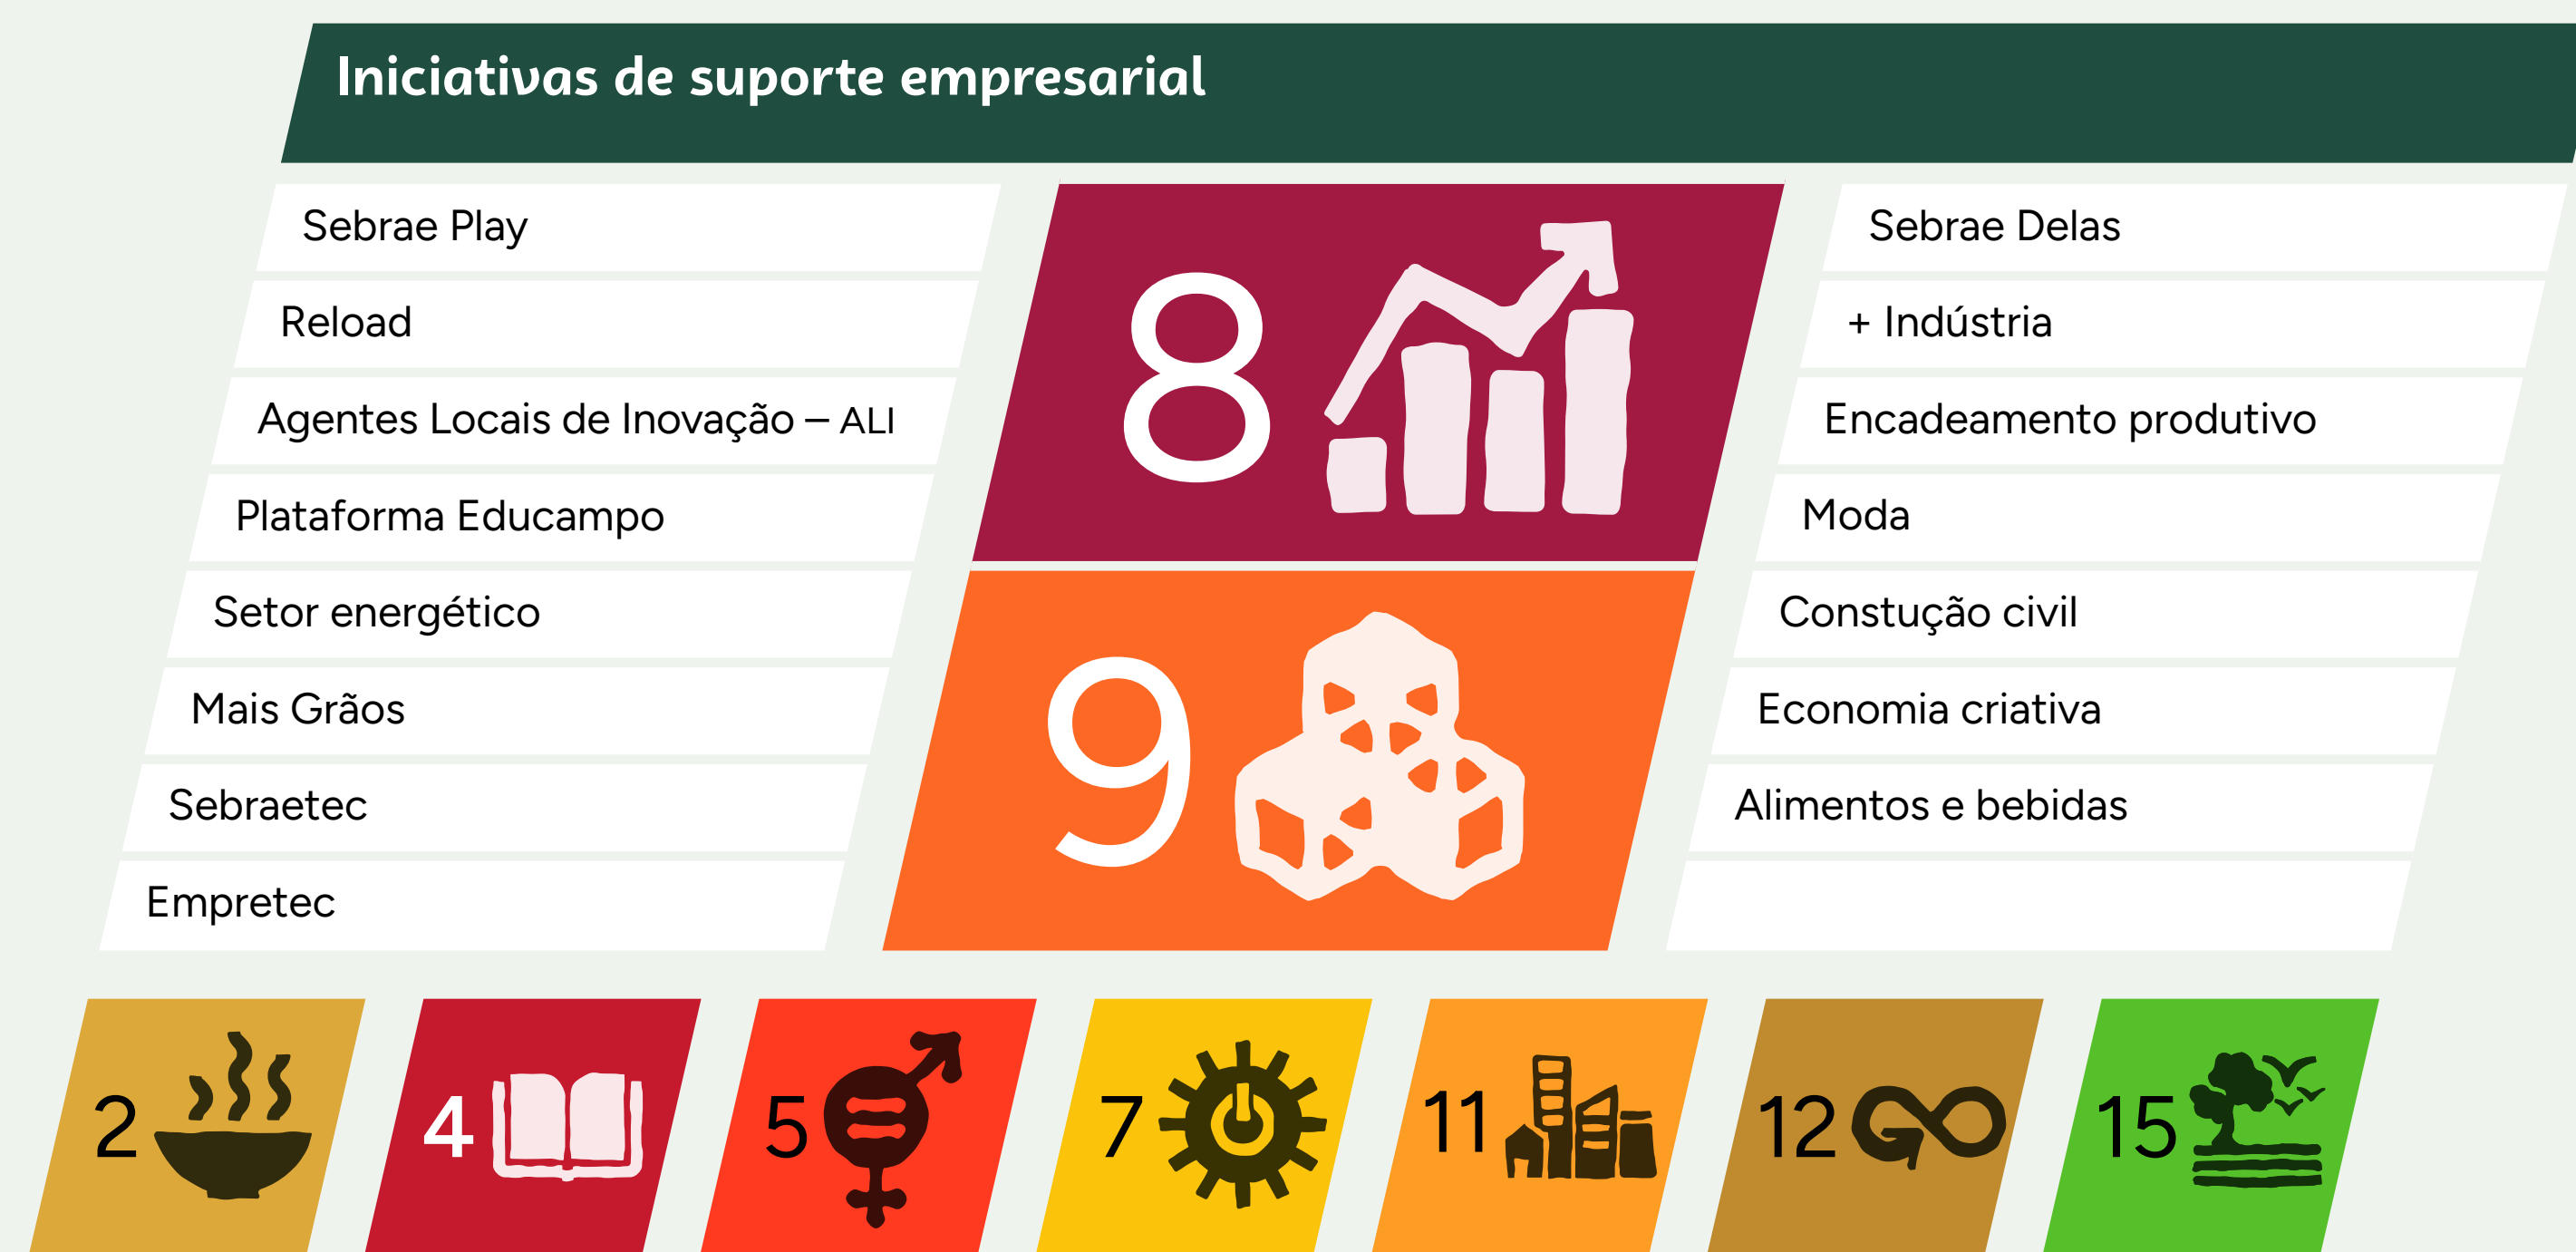 Iniciativas de suporte empresarial
Sebrae Play
Reload
Agentes Locais de Inovação – ALI
Plataforma Educampo
Setor energético
Mais Grãos
Sebraetec
Empretec
8
9
Sebrae Delas
+ Indústria
Encadeamento produtivo
Moda
Constução civil
Economia criativa
Alimentos e bebidas
2
4
5
7
11
12
15